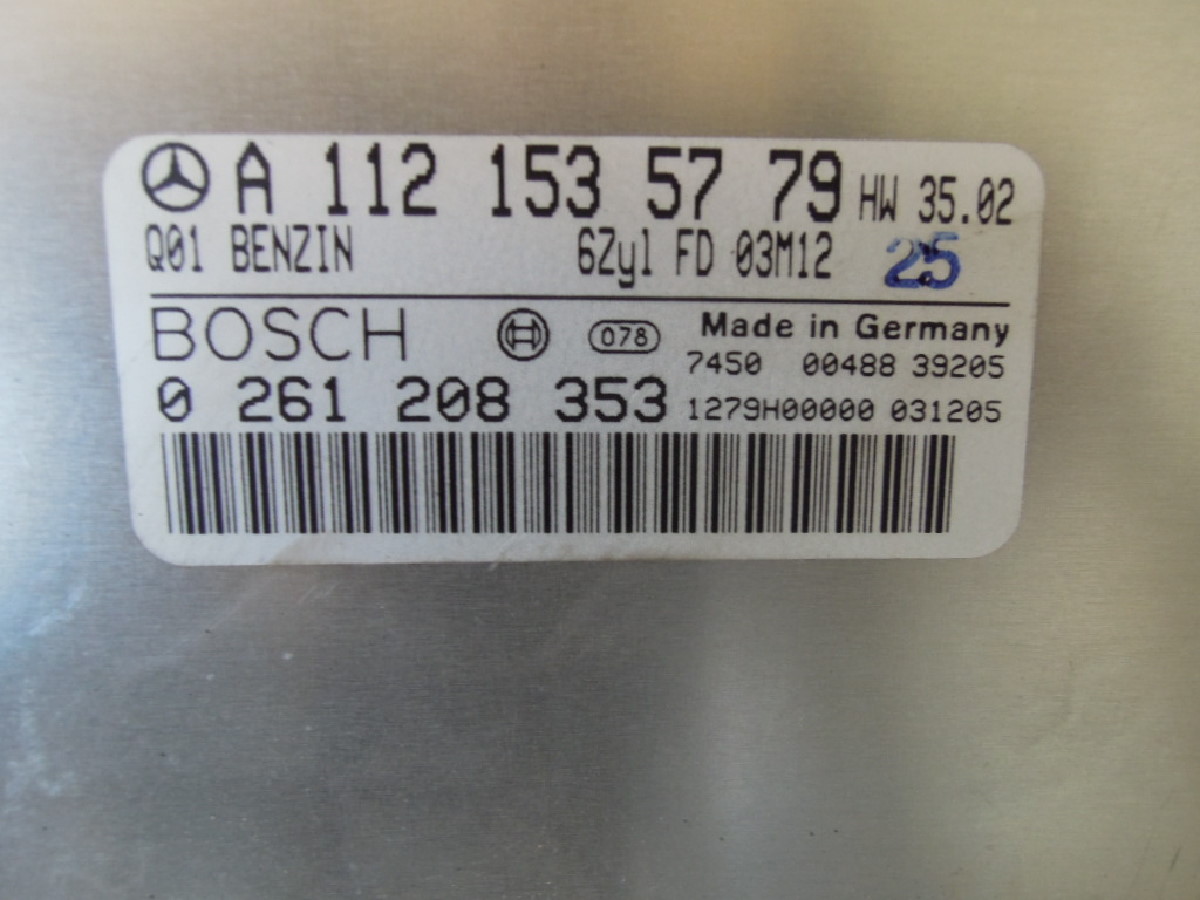 A 112 153 57 79 HW 35.02
Q01 BENZIN 6Zyl FD 03M12 25
BOSCH 078 Made in Germany
7450 00488 39205
0 261 208 353 1279H00000 031205